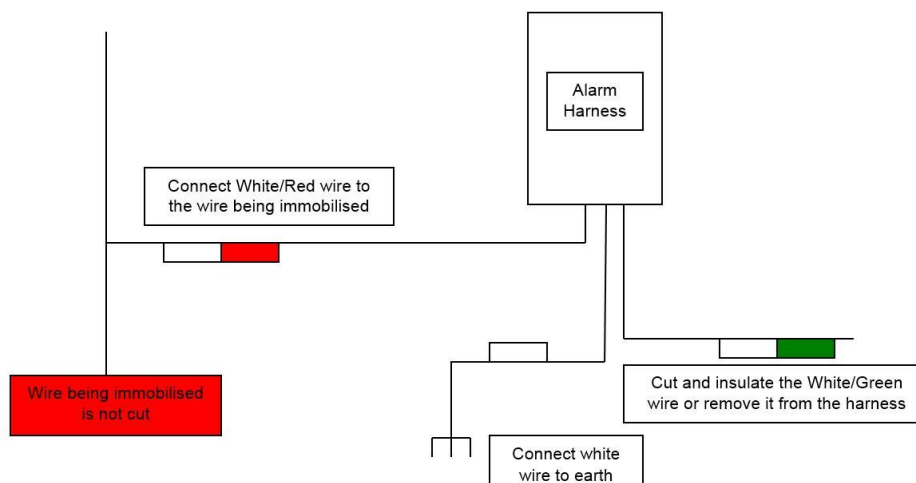 Alarm
Harness
Connect White/Red wire to
the wire being immobilised
Wire being immobilised
is not cut
Cut and insulate the White/Green
wire or remove it from the harness
Connect white
wire to earth